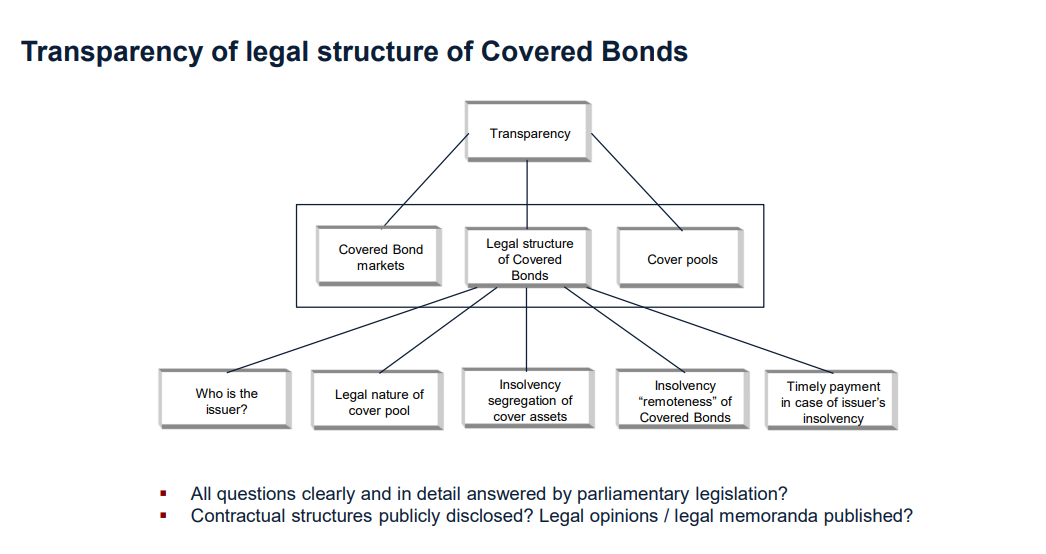 Transparency of legal structure of Covered Bonds
Transparency
Covered Bond
markets
Legal structure
of Covered
Bonds
Cover pools
Who is the
issuer?
Legal nature of
cover pool
Insolvency
segregation of
cover assets
Insolvency
“remoteness” of
Covered Bonds
Timely payment
in case of issuer’s
insolvency
▪ All questions clearly and in detail answered by parliamentary legislation?
▪ Contractual structures publicly disclosed? Legal opinions / legal memoranda published?